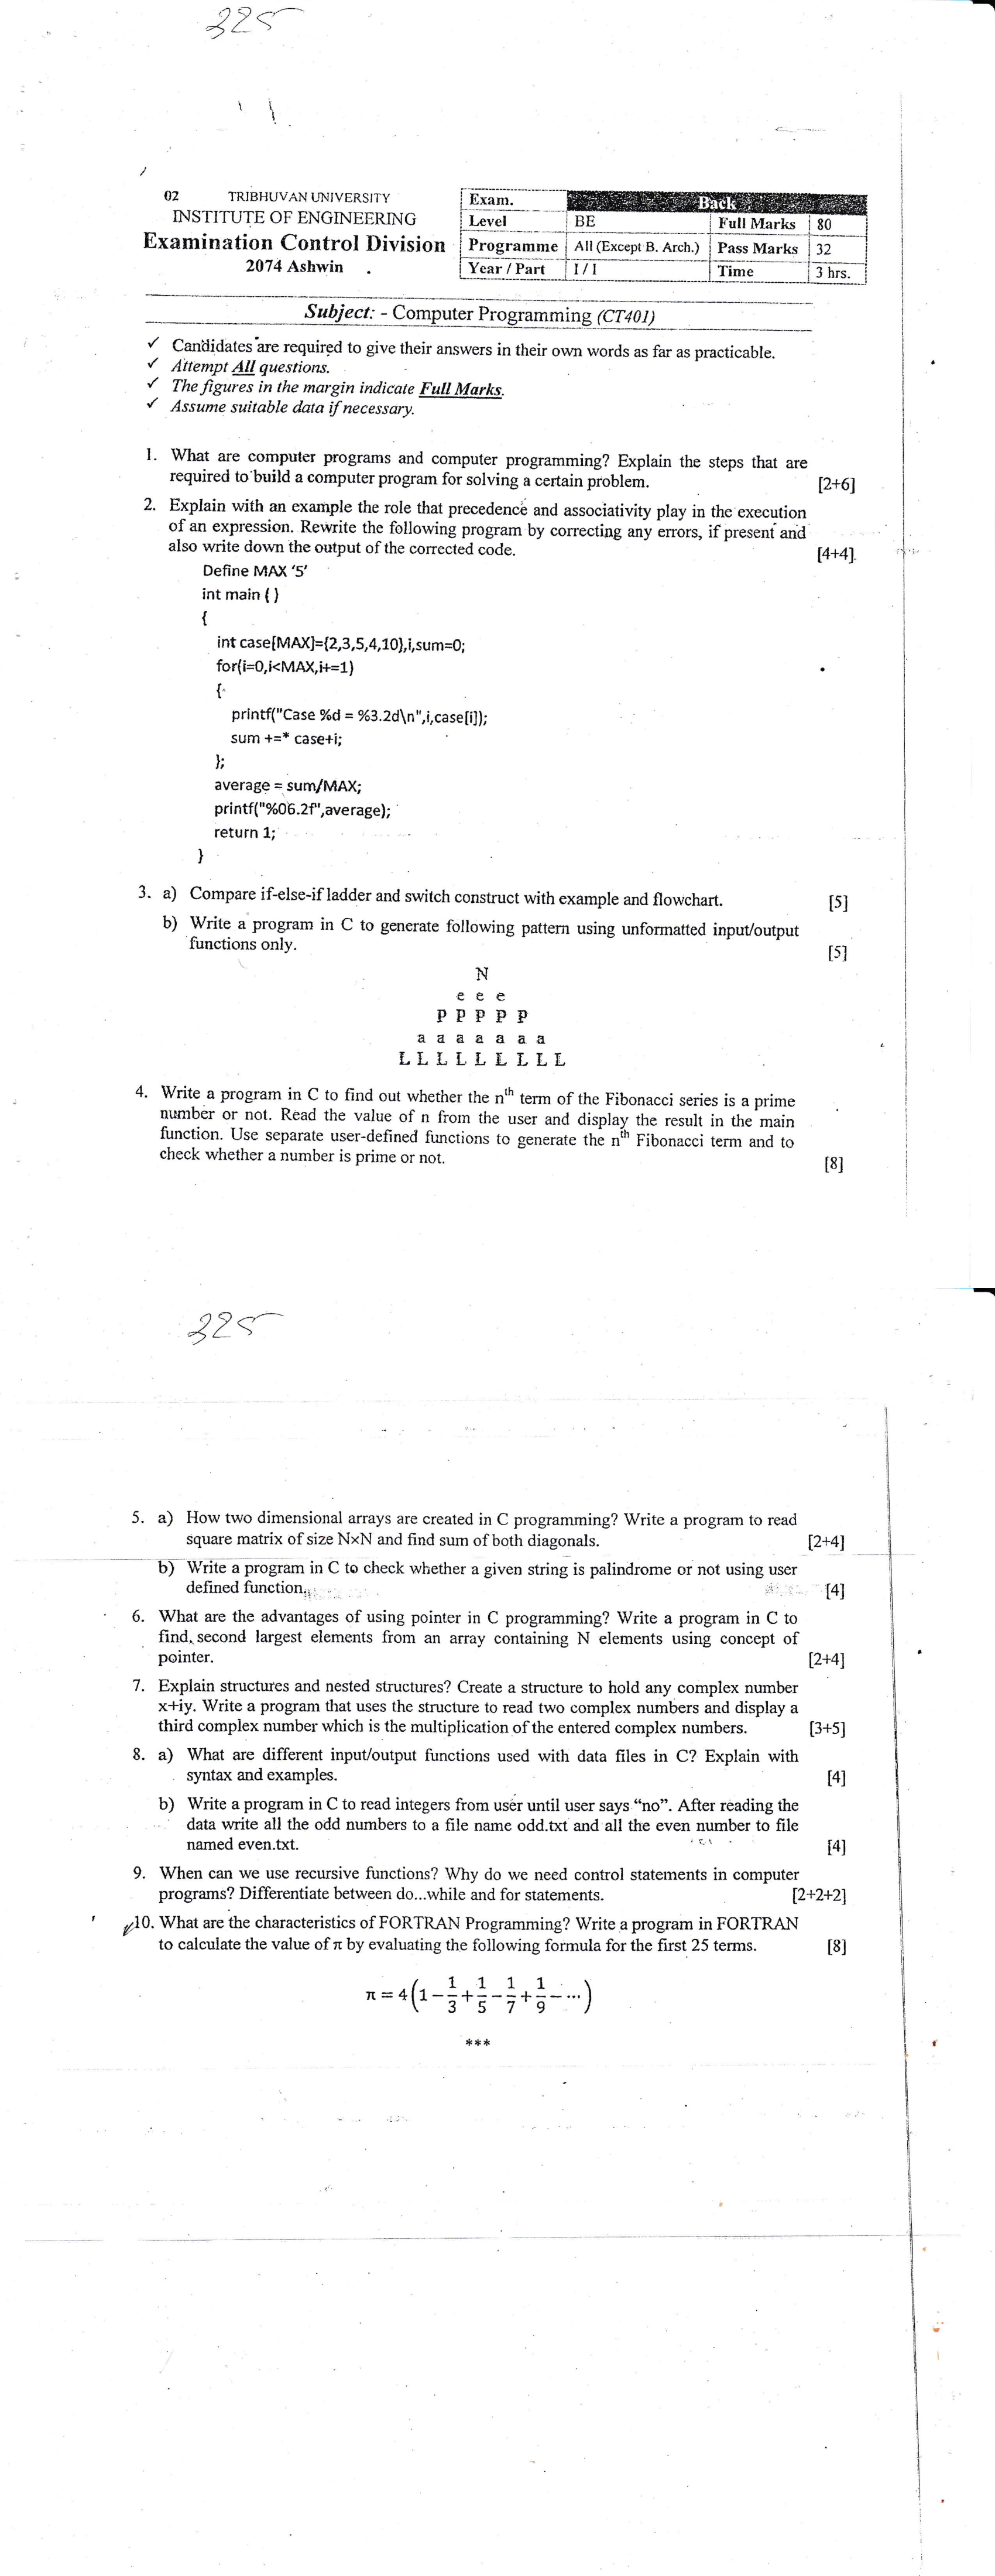 325
02 TRIBHUVAN UNIVERSITY
INSTITUTE OF ENGINEERING
Examination Control Division
2074 Ashwin
Exam. Back
Level BE Full Marks 80
Programme All (Except B. Arch.) Pass Marks 32
Year / Part I / I Time 3 hrs.
Subject: - Computer Programming (CT401)
✓ Candidates are required to give their answers in their own words as far as practicable.
✓ Attempt All questions.
✓ The figures in the margin indicate Full Marks.
✓ Assume suitable data if necessary.
1. What are computer programs and computer programming? Explain the steps that are
required to build a computer program for solving a certain problem. [2+6]
2. Explain with an example the role that precedence and associativity play in the execution
of an expression. Rewrite the following program by correcting any errors, if present and
also write down the output of the corrected code. [4+4]
Define MAX '5'
int main ( )
{
int case[MAX]={2,3,5,4,10},i,sum=0;
for(i=0,i<MAX,i+=1)
{
printf("Case %d = %3.2d\n",i,case[i]);
sum +=* case+i;
};
average = sum/MAX;
printf("%06.2f",average);
return 1;
}
3. a) Compare if-else-if ladder and switch construct with example and flowchart. [5]
b) Write a program in C to generate following pattern using unformatted input/output
functions only. [5]
N
e e e
p p p p p
a a a a a a a
L L L L L L L L L
4. Write a program in C to find out whether the nth term of the Fibonacci series is a prime
number or not. Read the value of n from the user and display the result in the main
function. Use separate user-defined functions to generate the nth Fibonacci term and to
check whether a number is prime or not. [8]
325
5. a) How two dimensional arrays are created in C programming? Write a program to read
square matrix of size N×N and find sum of both diagonals. [2+4]
b) Write a program in C to check whether a given string is palindrome or not using user
defined function. [4]
6. What are the advantages of using pointer in C programming? Write a program in C to
find second largest elements from an array containing N elements using concept of
pointer. [2+4]
7. Explain structures and nested structures? Create a structure to hold any complex number
x+iy. Write a program that uses the structure to read two complex numbers and display a
third complex number which is the multiplication of the entered complex numbers. [3+5]
8. a) What are different input/output functions used with data files in C? Explain with
syntax and examples. [4]
b) Write a program in C to read integers from user until user says “no”. After reading the
data write all the odd numbers to a file name odd.txt and all the even number to file
named even.txt. [4]
9. When can we use recursive functions? Why do we need control statements in computer
programs? Differentiate between do...while and for statements. [2+2+2]
10. What are the characteristics of FORTRAN Programming? Write a program in FORTRAN
to calculate the value of π by evaluating the following formula for the first 25 terms. [8]
π = 4(1 − 1/3 + 1/5 − 1/7 + 1/9 − ···)
***